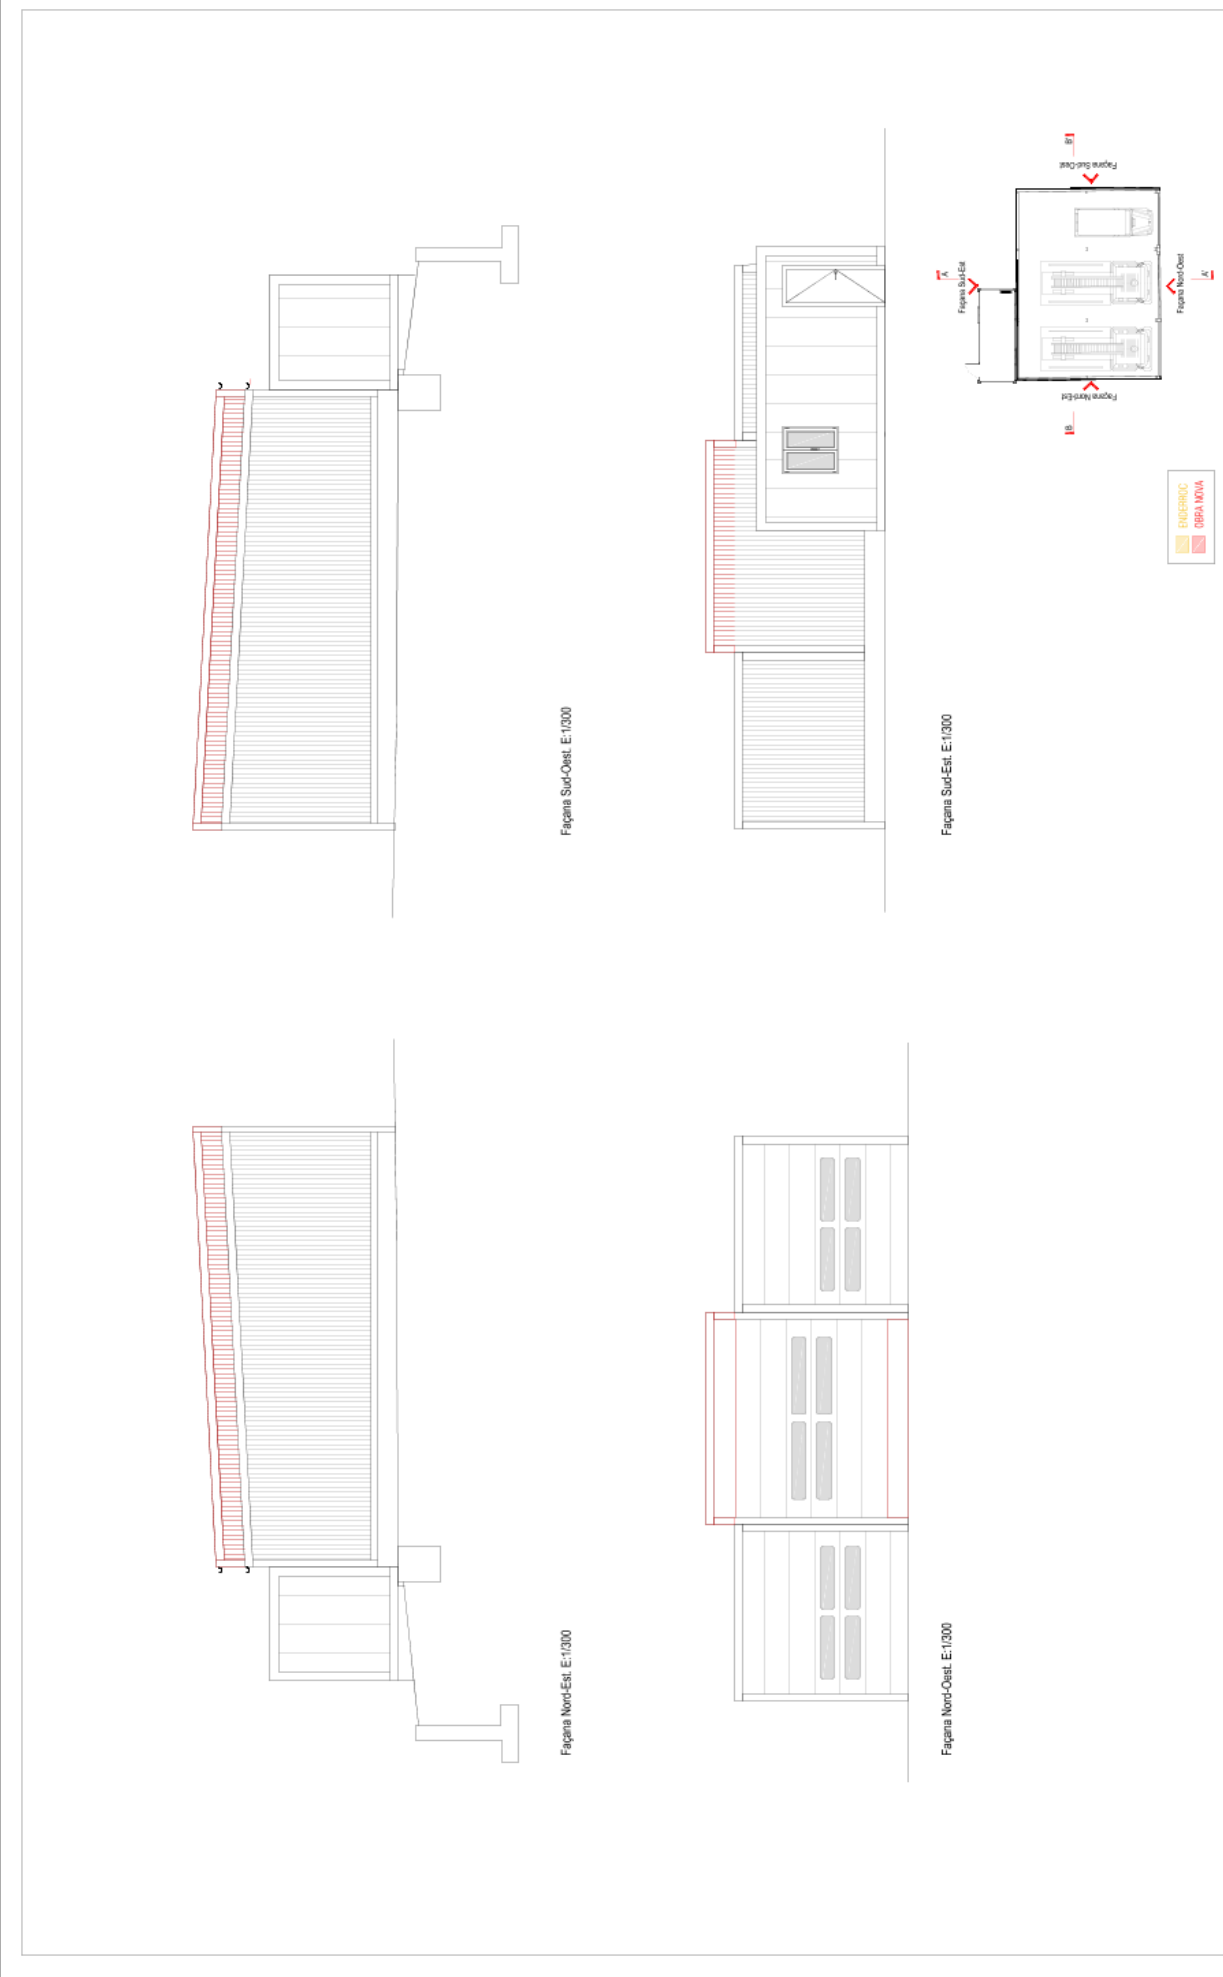 Façana Nord-Est. E:1/300
Façana Sud-Oest. E:1/300
Façana Nord-Oest. E:1/300
Façana Sud-Est. E:1/300
Façana Sud-Est
A
Façana Nord-Est
B
Façana Sud-Oest
B'
Façana Nord-Oest
A'
ENDERROC
OBRA NOVA